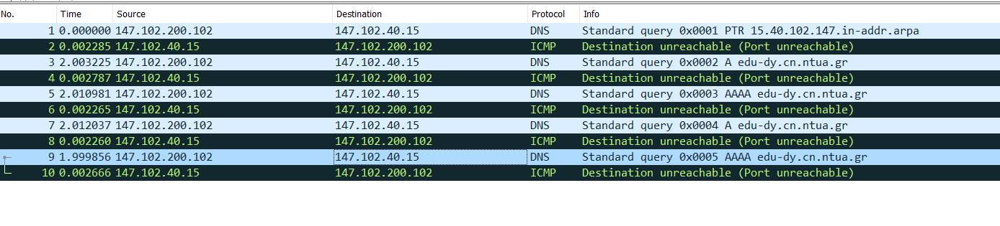 No. Time Source Destination Protocol Info
1 0.000000 147.102.200.102 147.102.40.15 DNS Standard query 0x0001 PTR 15.40.102.147.in-addr.arpa
2 0.002285 147.102.40.15 147.102.200.102 ICMP Destination unreachable (Port unreachable)
3 2.003225 147.102.200.102 147.102.40.15 DNS Standard query 0x0002 A edu-dy.cn.ntua.gr
4 0.002787 147.102.40.15 147.102.200.102 ICMP Destination unreachable (Port unreachable)
5 2.010981 147.102.200.102 147.102.40.15 DNS Standard query 0x0003 AAAA edu-dy.cn.ntua.gr
6 0.002265 147.102.40.15 147.102.200.102 ICMP Destination unreachable (Port unreachable)
7 2.012037 147.102.200.102 147.102.40.15 DNS Standard query 0x0004 A edu-dy.cn.ntua.gr
8 0.002260 147.102.40.15 147.102.200.102 ICMP Destination unreachable (Port unreachable)
9 1.999856 147.102.200.102 147.102.40.15 DNS Standard query 0x0005 AAAA edu-dy.cn.ntua.gr
10 0.002666 147.102.40.15 147.102.200.102 ICMP Destination unreachable (Port unreachable)